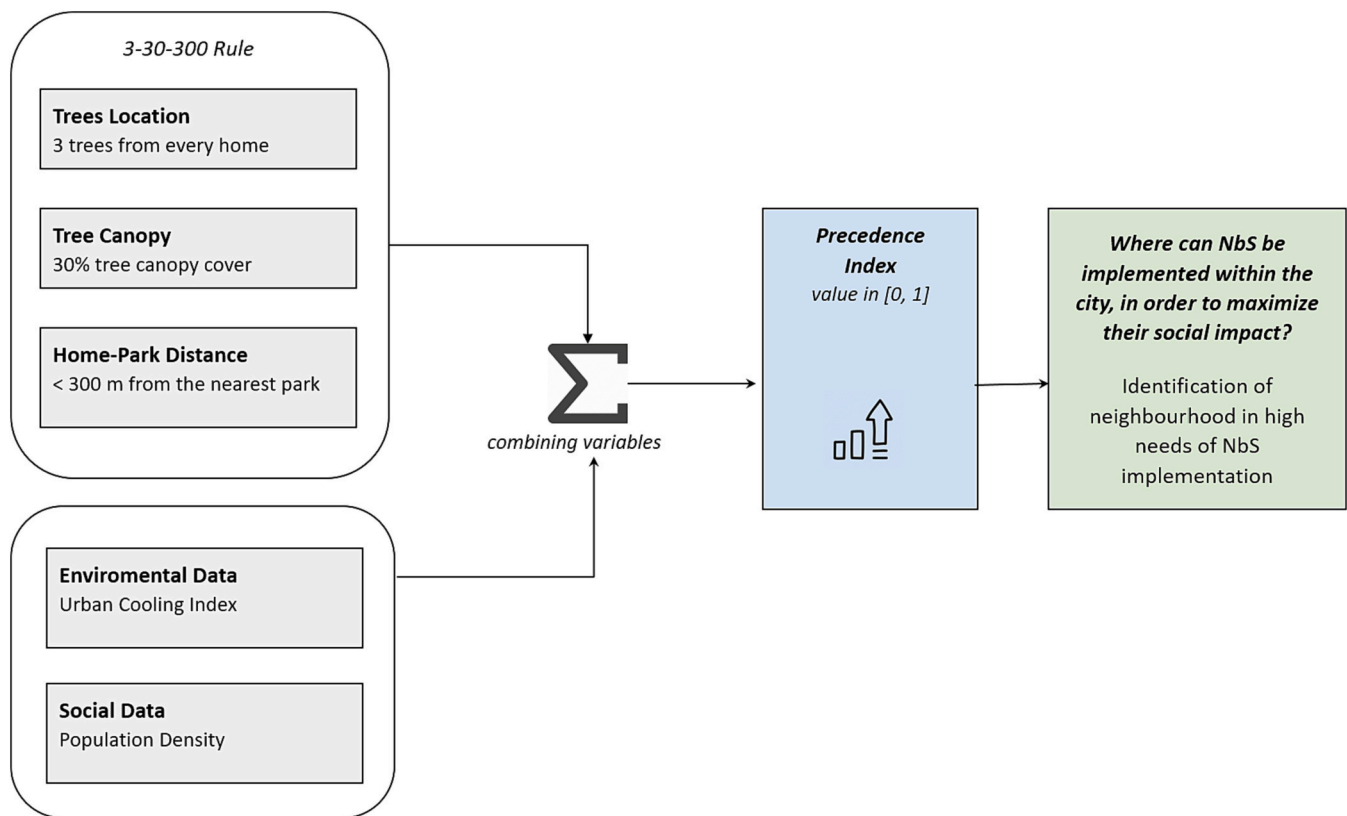 3-30-300 Rule
Trees Location
3 trees from every home
Tree Canopy
30% tree canopy cover
Home-Park Distance
< 300 m from the nearest park
Enviromental Data
Urban Cooling Index
Social Data
Population Density
combining variables
Precedence
Index
value in [0, 1]
Where can NbS be
implemented within the
city, in order to maximize
their social impact?
Identification of
neighbourhood in high
needs of NbS
implementation